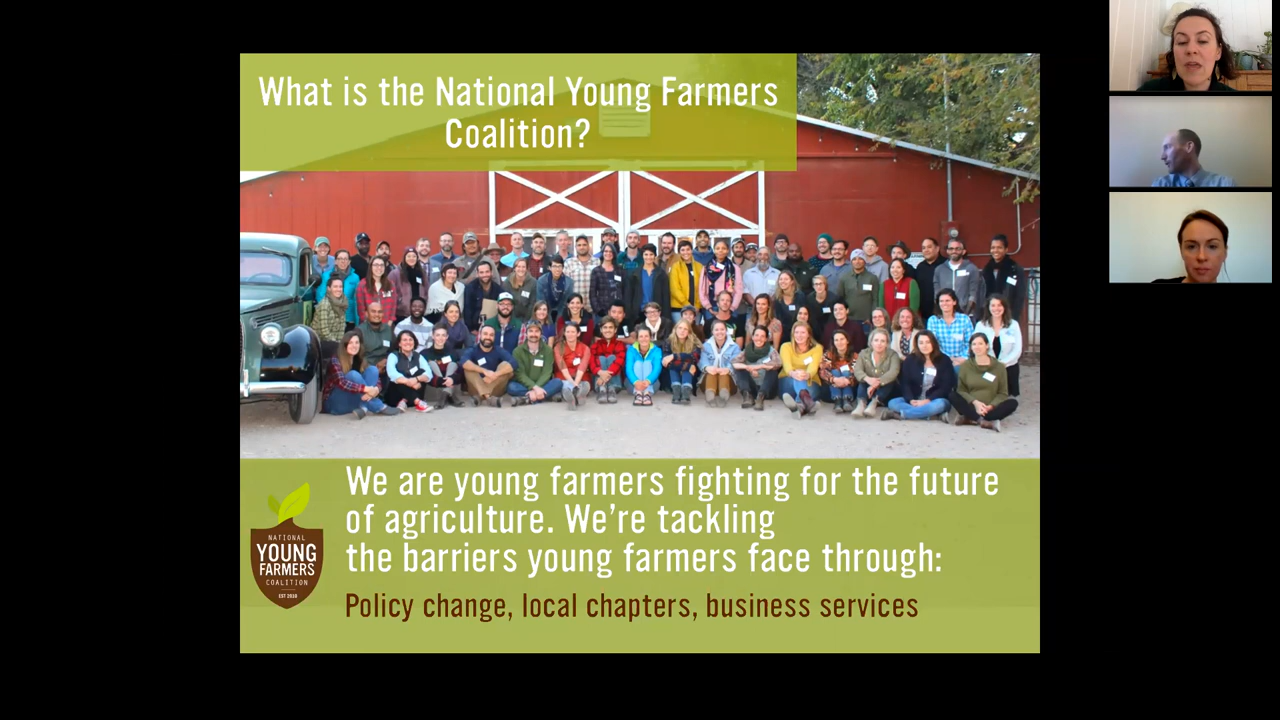 What is the National Young Farmers
Coalition?
We are young farmers fighting for the future
of agriculture. We’re tackling
the barriers young farmers face through:
Policy change, local chapters, business services
NATIONAL
YOUNG
FARMERS
COALITION
EST 2010